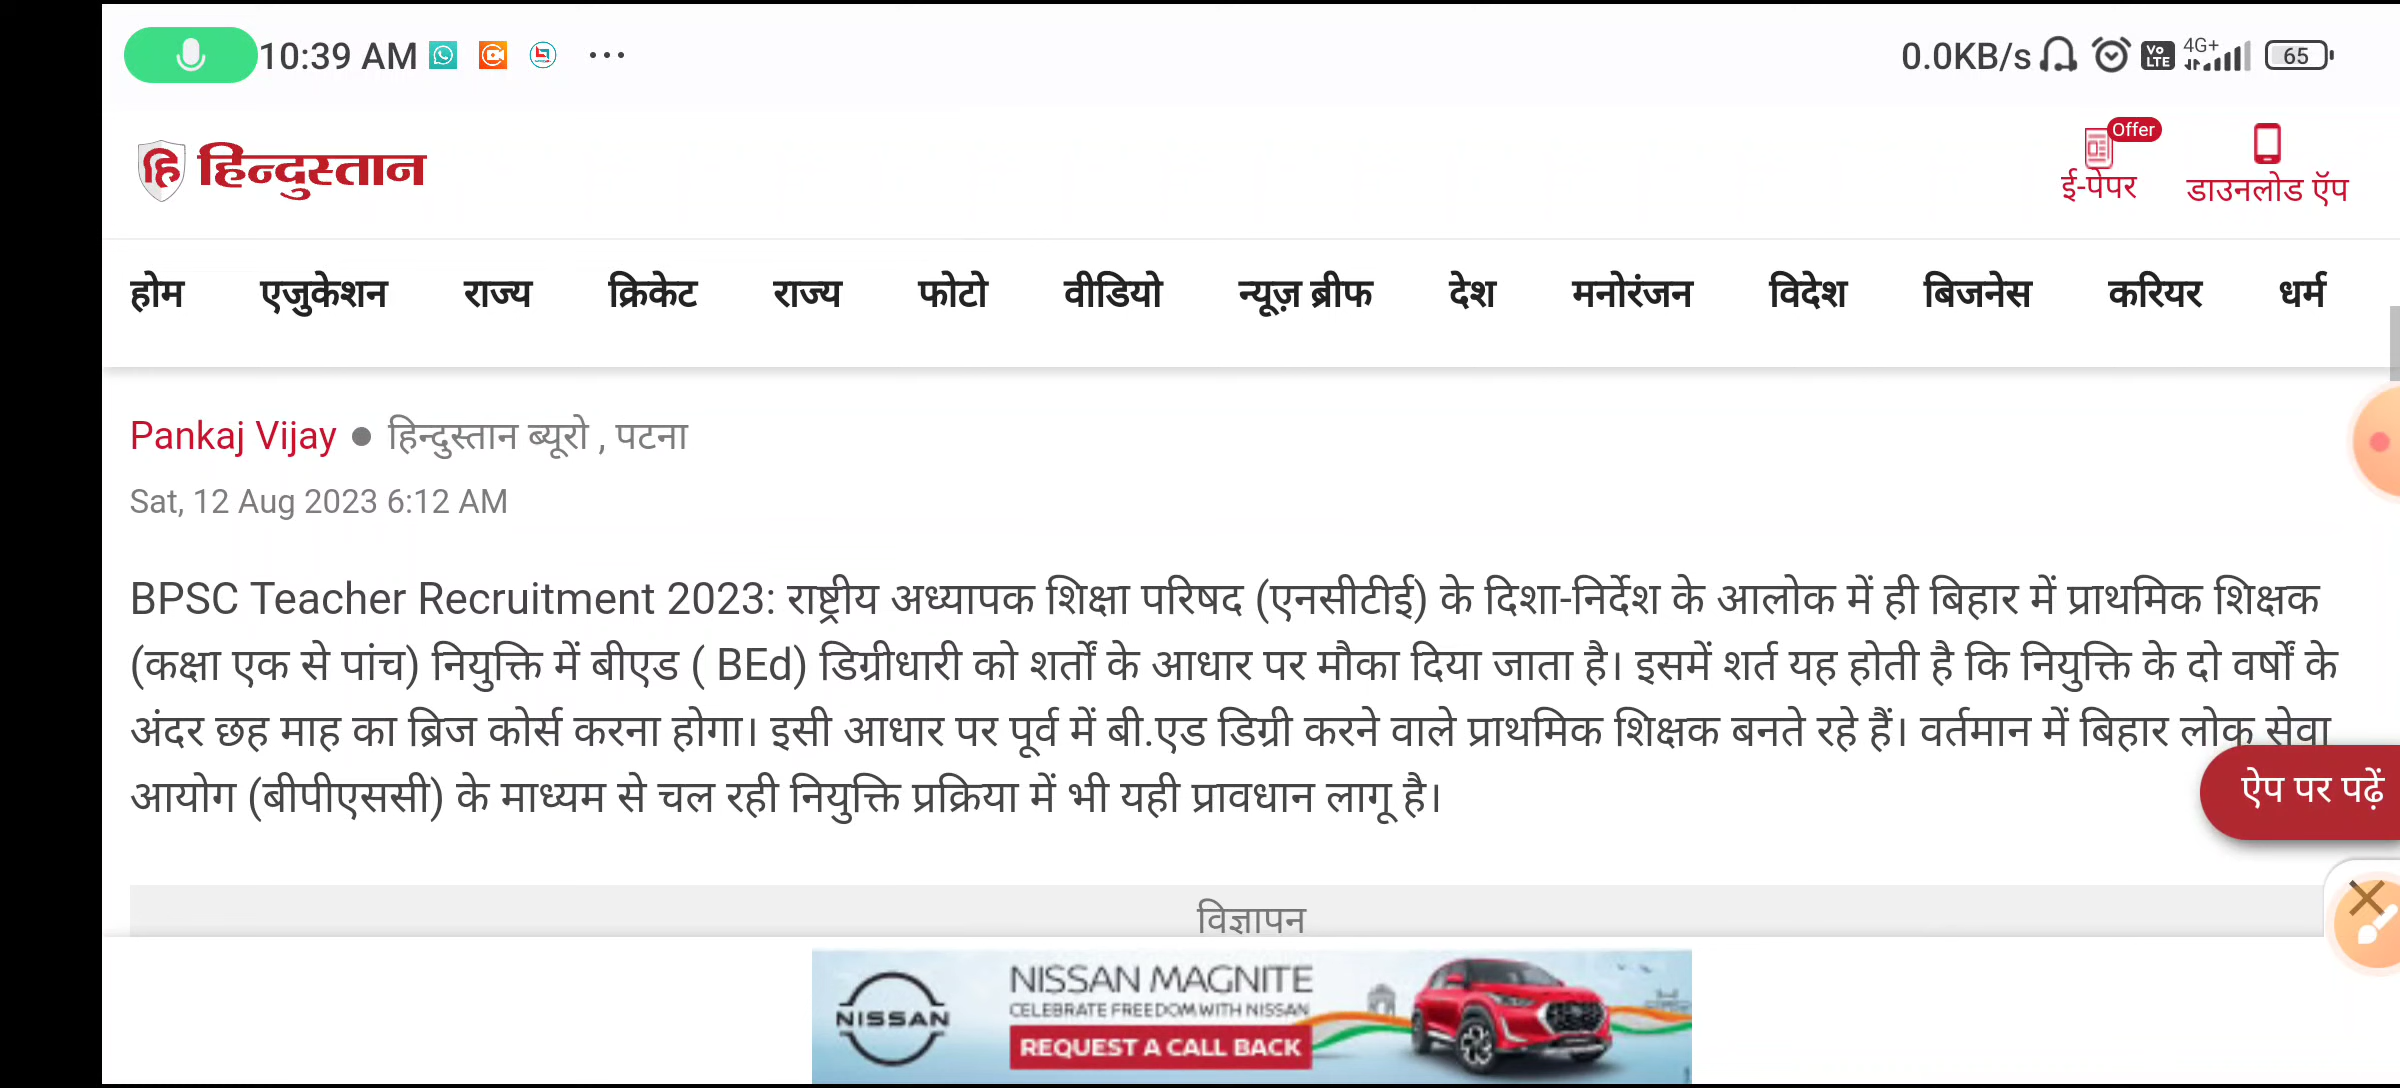 10:39 AM ... 0.0KB/s Vo LTE 4G+ 65
हि हिन्दुस्तान
Offer
ई-पेपर डाउनलोड ऍप
होम एजुकेशन राज्य क्रिकेट राज्य फोटो वीडियो न्यूज़ ब्रीफ देश मनोरंजन विदेश बिजनेस करियर धर्म
Pankaj Vijay ● हिन्दुस्तान ब्यूरो , पटना
Sat, 12 Aug 2023 6:12 AM
BPSC Teacher Recruitment 2023: राष्ट्रीय अध्यापक शिक्षा परिषद (एनसीटीई) के दिशा-निर्देश के आलोक में ही बिहार में प्राथमिक शिक्षक
(कक्षा एक से पांच) नियुक्ति में बीएड ( BEd) डिग्रीधारी को शर्तों के आधार पर मौका दिया जाता है। इसमें शर्त यह होती है कि नियुक्ति के दो वर्षों के
अंदर छह माह का ब्रिज कोर्स करना होगा। इसी आधार पर पूर्व में बी.एड डिग्री करने वाले प्राथमिक शिक्षक बनते रहे हैं। वर्तमान में बिहार लोक सेवा
आयोग (बीपीएससी) के माध्यम से चल रही नियुक्ति प्रक्रिया में भी यही प्रावधान लागू है।
ऐप पर पढ़ें
विज्ञापन
NISSAN
NISSAN MAGNITE
CELEBRATE FREEDOM WITH NISSAN
REQUEST A CALL BACK